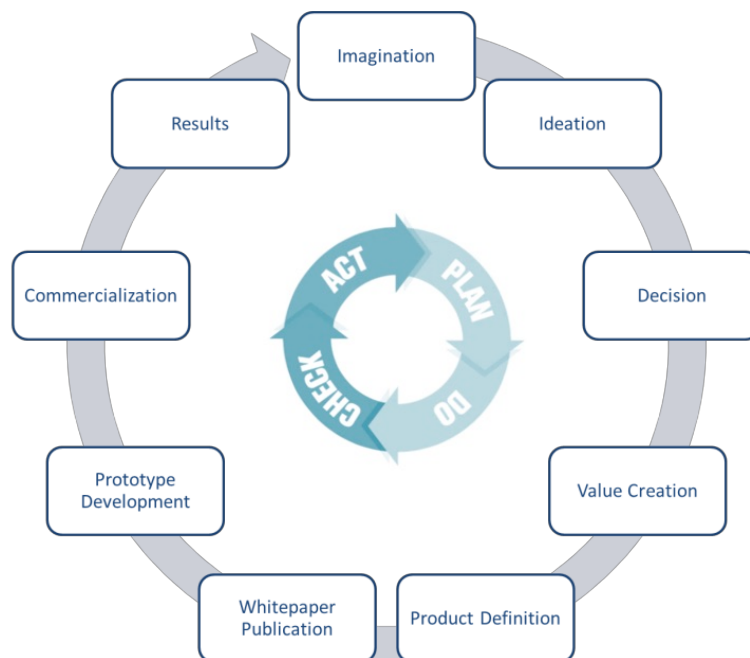 Imagination
Ideation
Decision
Value Creation
Product Definition
Whitepaper
Publication
Prototype
Development
Commercialization
Results
PLAN
DO
CHECK
ACT